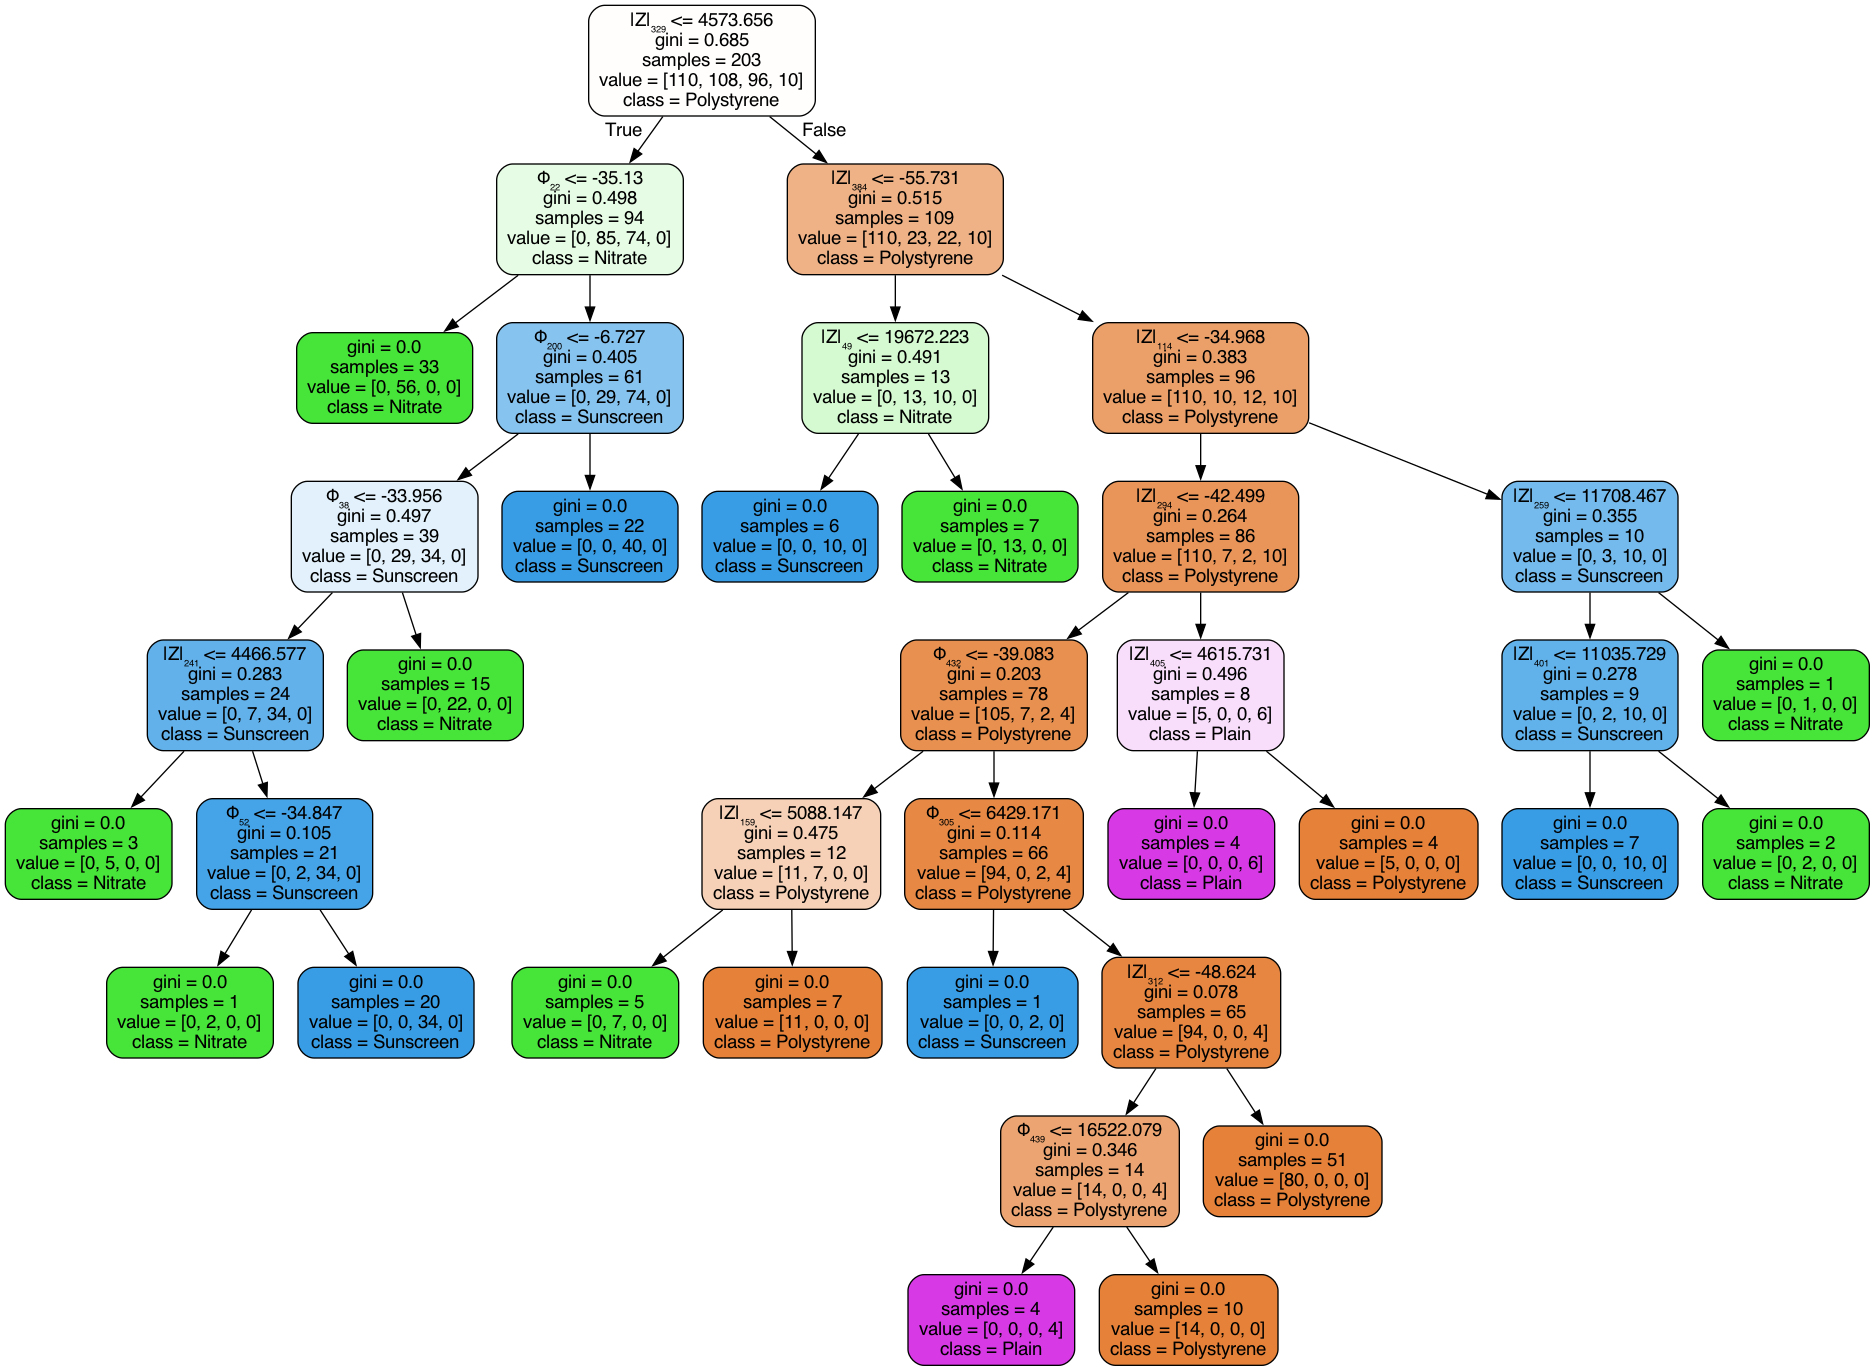 |Z|₃₂₉ <= 4573.656
gini = 0.685
samples = 203
value = [110, 108, 96, 10]
class = Polystyrene
True
False
Φ₂₂ <= -35.13
gini = 0.498
samples = 94
value = [0, 85, 74, 0]
class = Nitrate
|Z|₃₈₄ <= -55.731
gini = 0.515
samples = 109
value = [110, 23, 22, 10]
class = Polystyrene
gini = 0.0
samples = 33
value = [0, 56, 0, 0]
class = Nitrate
Φ₂₀₀ <= -6.727
gini = 0.405
samples = 61
value = [0, 29, 74, 0]
class = Sunscreen
|Z|₄₉ <= 19672.223
gini = 0.491
samples = 13
value = [0, 13, 10, 0]
class = Nitrate
|Z|₁₁₄ <= -34.968
gini = 0.383
samples = 96
value = [110, 10, 12, 10]
class = Polystyrene
Φ₃₈ <= -33.956
gini = 0.497
samples = 39
value = [0, 29, 34, 0]
class = Sunscreen
gini = 0.0
samples = 22
value = [0, 0, 40, 0]
class = Sunscreen
gini = 0.0
samples = 6
value = [0, 0, 10, 0]
class = Sunscreen
gini = 0.0
samples = 7
value = [0, 13, 0, 0]
class = Nitrate
|Z|₂₉₄ <= -42.499
gini = 0.264
samples = 86
value = [110, 7, 2, 10]
class = Polystyrene
|Z|₂₅₉ <= 11708.467
gini = 0.355
samples = 10
value = [0, 3, 10, 0]
class = Sunscreen
|Z|₂₄₁ <= 4466.577
gini = 0.283
samples = 24
value = [0, 7, 34, 0]
class = Sunscreen
gini = 0.0
samples = 15
value = [0, 22, 0, 0]
class = Nitrate
Φ₄₃₂ <= -39.083
gini = 0.203
samples = 78
value = [105, 7, 2, 4]
class = Polystyrene
|Z|₄₀₅ <= 4615.731
gini = 0.496
samples = 8
value = [5, 0, 0, 6]
class = Plain
|Z|₄₀₁ <= 11035.729
gini = 0.278
samples = 9
value = [0, 2, 10, 0]
class = Sunscreen
gini = 0.0
samples = 1
value = [0, 1, 0, 0]
class = Nitrate
gini = 0.0
samples = 3
value = [0, 5, 0, 0]
class = Nitrate
Φ₅₂ <= -34.847
gini = 0.105
samples = 21
value = [0, 2, 34, 0]
class = Sunscreen
|Z|₁₅₉ <= 5088.147
gini = 0.475
samples = 12
value = [11, 7, 0, 0]
class = Polystyrene
Φ₃₀₅ <= 6429.171
gini = 0.114
samples = 66
value = [94, 0, 2, 4]
class = Polystyrene
gini = 0.0
samples = 4
value = [0, 0, 0, 6]
class = Plain
gini = 0.0
samples = 4
value = [5, 0, 0, 0]
class = Polystyrene
gini = 0.0
samples = 7
value = [0, 0, 10, 0]
class = Sunscreen
gini = 0.0
samples = 2
value = [0, 2, 0, 0]
class = Nitrate
gini = 0.0
samples = 1
value = [0, 2, 0, 0]
class = Nitrate
gini = 0.0
samples = 20
value = [0, 0, 34, 0]
class = Sunscreen
gini = 0.0
samples = 5
value = [0, 7, 0, 0]
class = Nitrate
gini = 0.0
samples = 7
value = [11, 0, 0, 0]
class = Polystyrene
gini = 0.0
samples = 1
value = [0, 0, 2, 0]
class = Sunscreen
|Z|₃₁₂ <= -48.624
gini = 0.078
samples = 65
value = [94, 0, 0, 4]
class = Polystyrene
Φ₄₃₉ <= 16522.079
gini = 0.346
samples = 14
value = [14, 0, 0, 4]
class = Polystyrene
gini = 0.0
samples = 51
value = [80, 0, 0, 0]
class = Polystyrene
gini = 0.0
samples = 4
value = [0, 0, 0, 4]
class = Plain
gini = 0.0
samples = 10
value = [14, 0, 0, 0]
class = Polystyrene